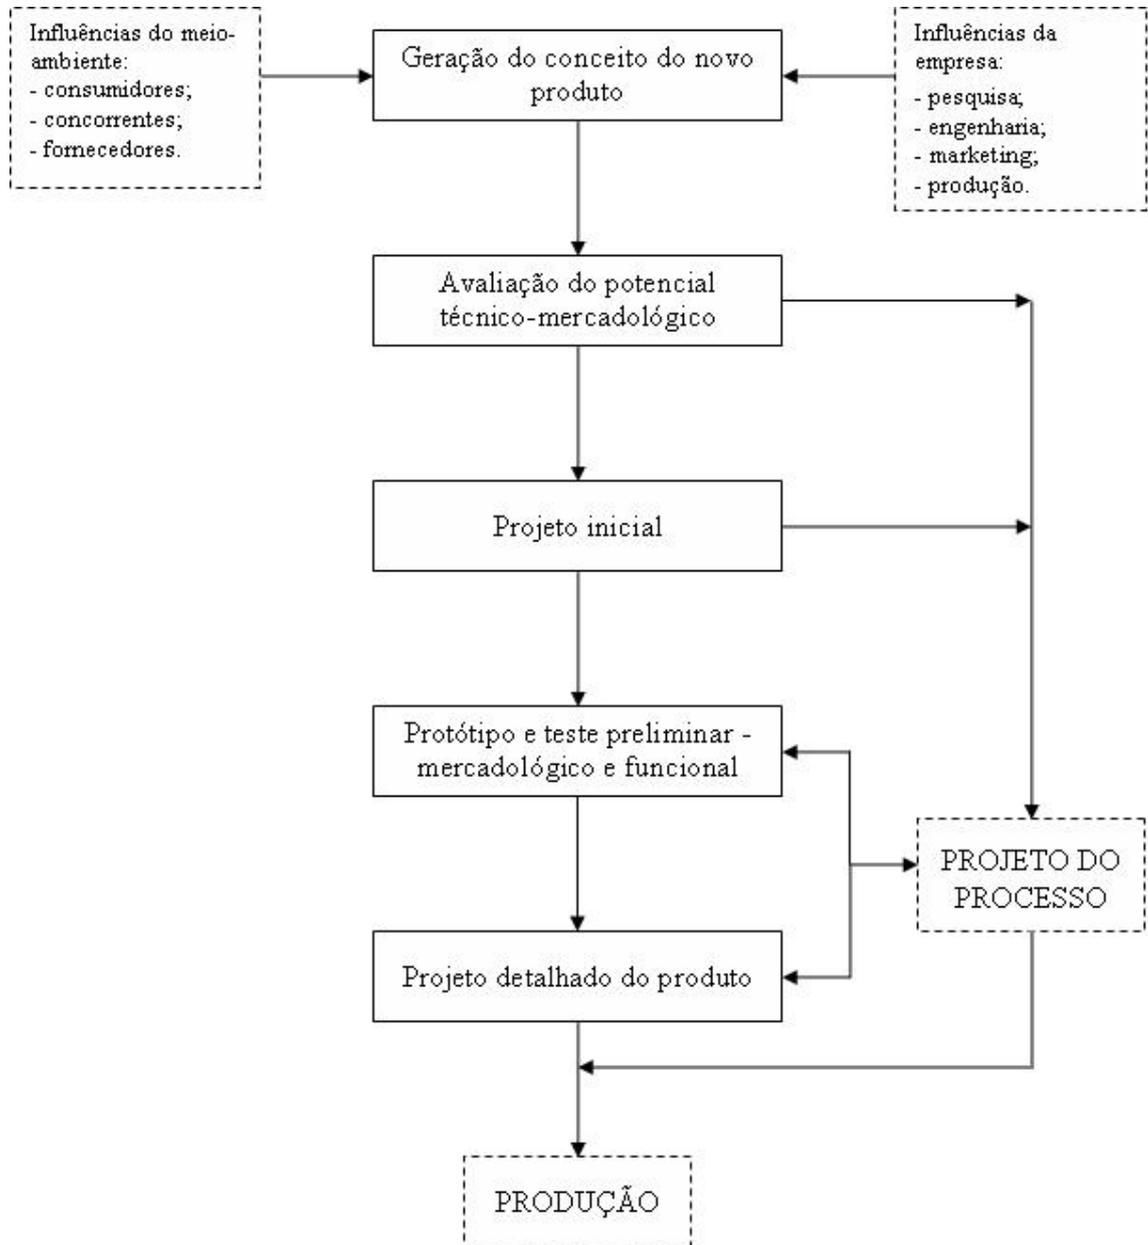 Influências do meio-
ambiente:
- consumidores;
- concorrentes;
- fornecedores.
Geração do conceito do novo
produto
Influências da
empresa:
- pesquisa;
- engenharia;
- marketing;
- produção.
Avaliação do potencial
técnico-mercadológico
Projeto inicial
Protótipo e teste preliminar -
mercadológico e funcional
PROJETO DO
PROCESSO
Projeto detalhado do produto
PRODUÇÃO